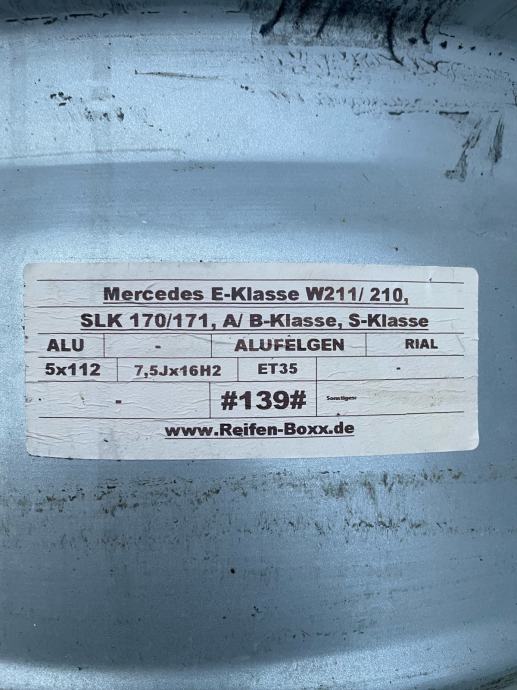 Mercedes E-Klasse W211/ 210,
SLK 170/171, A/ B-Klasse, S-Klasse
ALU - ALUFELGEN RIAL
5x112 7,5Jx16H2 ET35 -
- #139# Sonstiges:
www.Reifen-Boxx.de